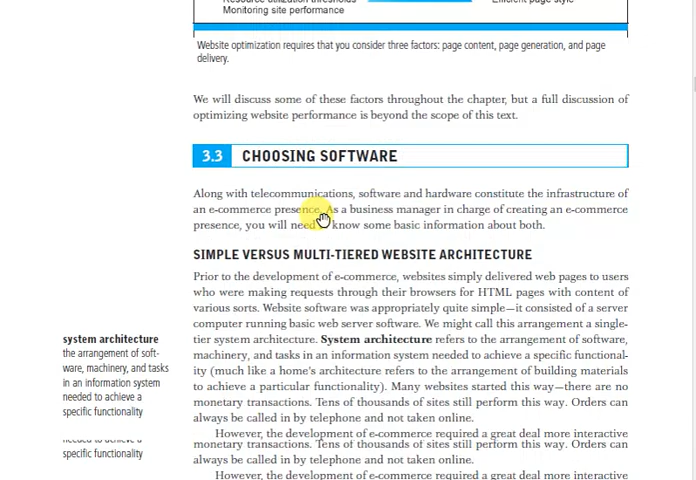 Monitoring site performance
Efficient page style
Website optimization requires that you consider three factors: page content, page generation, and page
delivery.
We will discuss some of these factors throughout the chapter, but a full discussion of
optimizing website performance is beyond the scope of this text.
3.3 CHOOSING SOFTWARE
Along with telecommunications, software and hardware constitute the infrastructure of
an e-commerce presence. As a business manager in charge of creating an e-commerce
presence, you will need know some basic information about both.
SIMPLE VERSUS MULTI-TIERED WEBSITE ARCHITECTURE
Prior to the development of e-commerce, websites simply delivered web pages to users
who were making requests through their browsers for HTML pages with content of
various sorts. Website software was appropriately quite simple—it consisted of a server
computer running basic web server software. We might call this arrangement a single-
tier system architecture. System architecture refers to the arrangement of software,
machinery, and tasks in an information system needed to achieve a specific functional-
ity (much like a home's architecture refers to the arrangement of building materials
to achieve a particular functionality). Many websites started this way—there are no
monetary transactions. Tens of thousands of sites still perform this way. Orders can
always be called in by telephone and not taken online.
However, the development of e-commerce required a great deal more interactive
monetary transactions. Tens of thousands of sites still perform this way. Orders can
always be called in by telephone and not taken online.
However, the development of e-commerce required a great deal more interactive
system architecture
the arrangement of soft-
ware, machinery, and tasks
in an information system
needed to achieve a
specific functionality
specific functionality